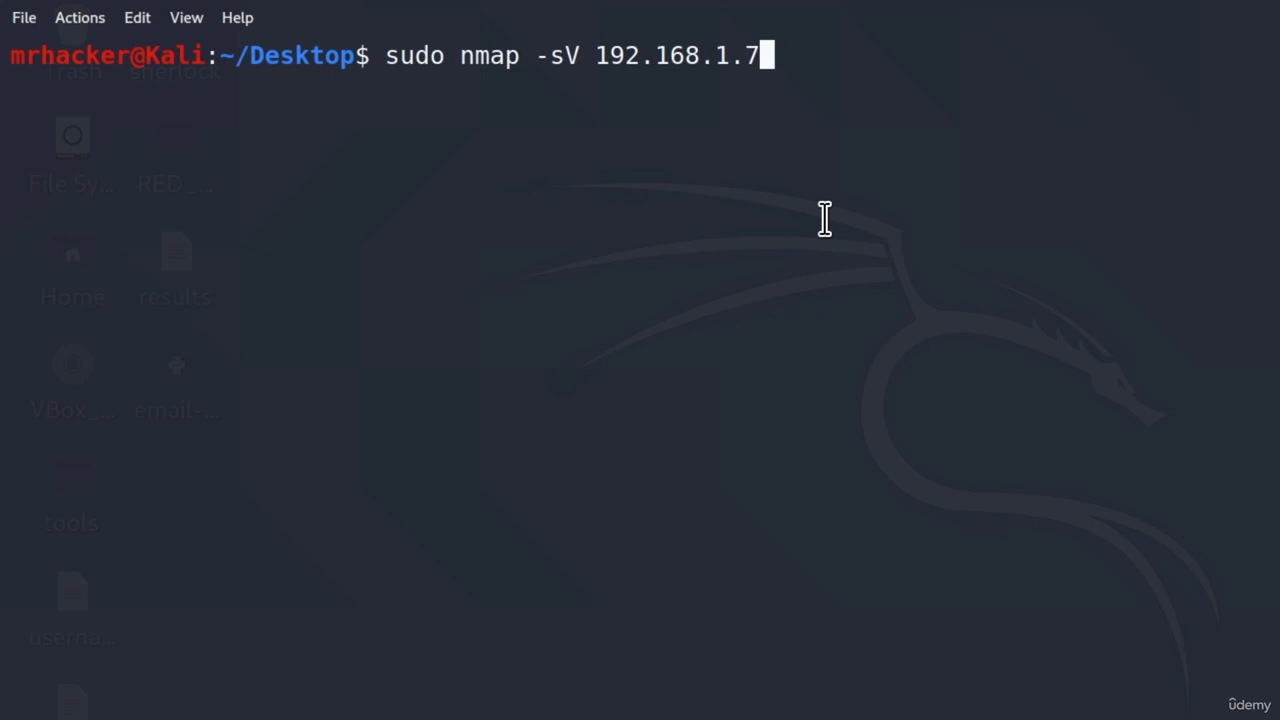 File Actions Edit View Help
mrhacker@Kali:~/Desktop$ sudo nmap -sV 192.168.1.7
Trash sherlock
File Sy... RED_...
Home results
VBox_... email-...
tools
userna...
ûdemy